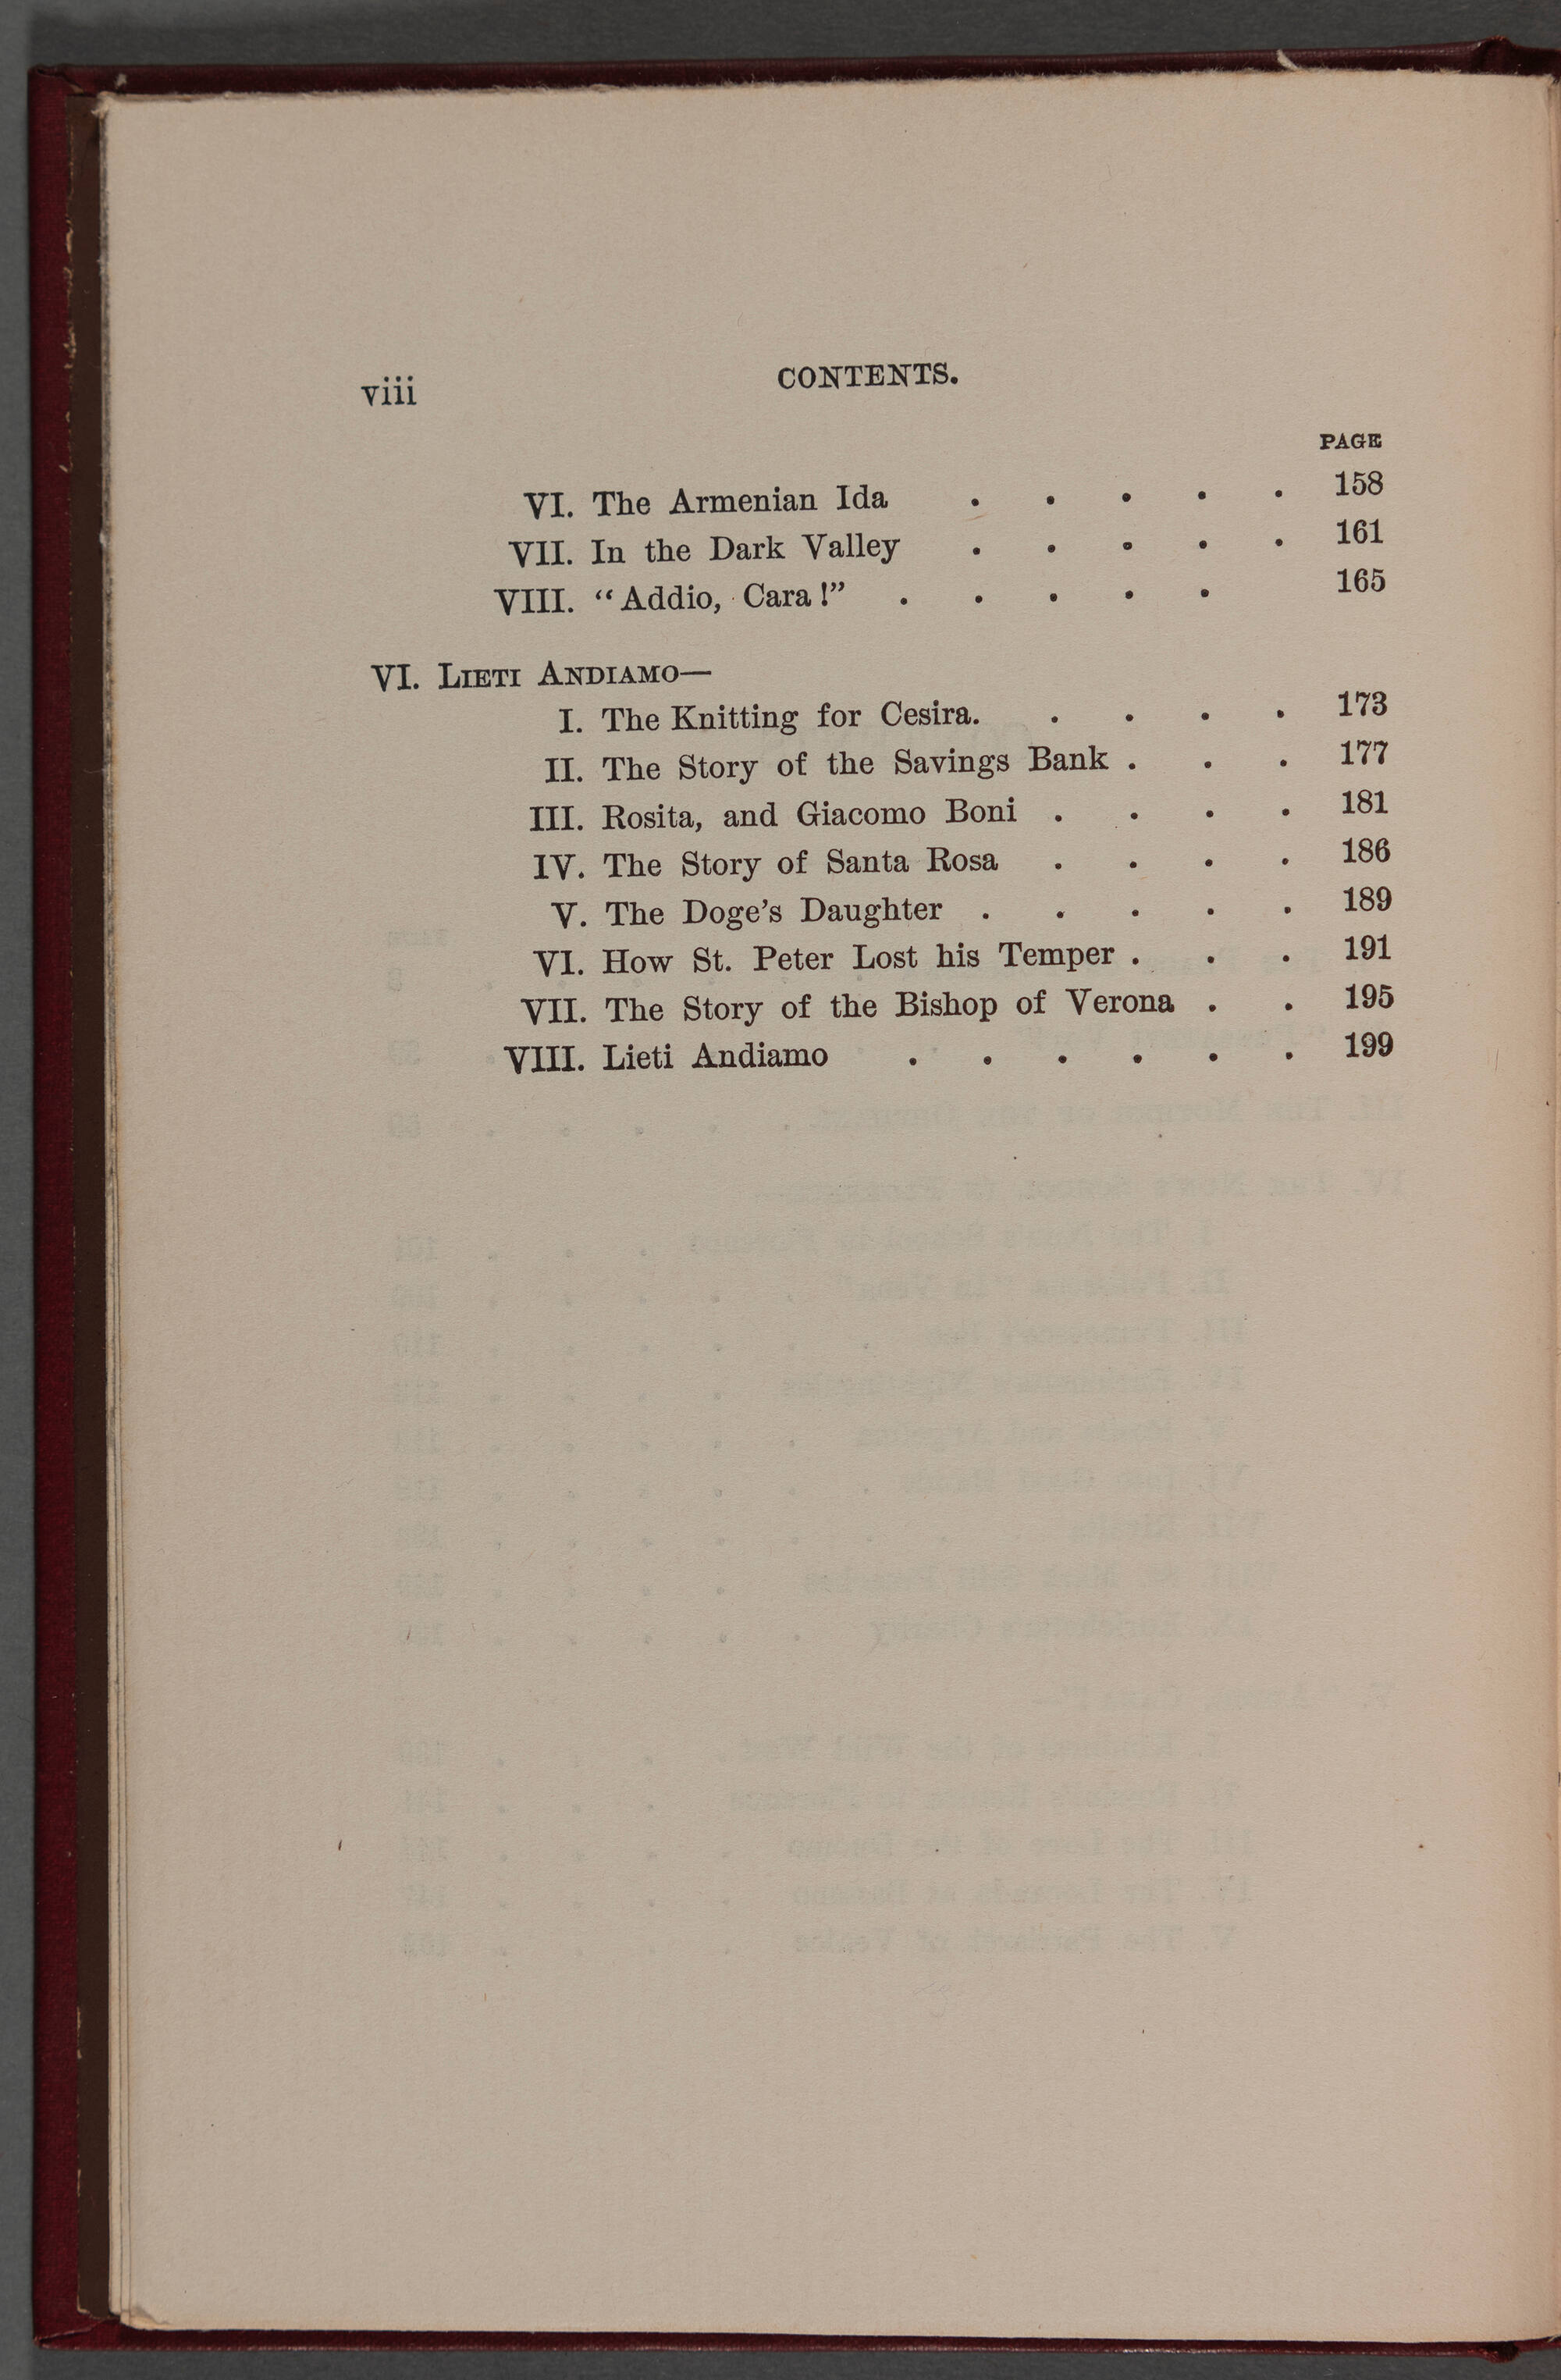 viii CONTENTS.
PAGE
VI. The Armenian Ida . . . . . 158
VII. In the Dark Valley . . . . . 161
VIII. “Addio, Cara!” . . . . . 165
VI. LIETI ANDIAMO—
I. The Knitting for Cesira. . . . . 173
II. The Story of the Savings Bank . . . 177
III. Rosita, and Giacomo Boni . . . . 181
IV. The Story of Santa Rosa . . . . 186
V. The Doge’s Daughter . . . . . 189
VI. How St. Peter Lost his Temper . . . 191
VII. The Story of the Bishop of Verona . . 195
VIII. Lieti Andiamo . . . . . . 199